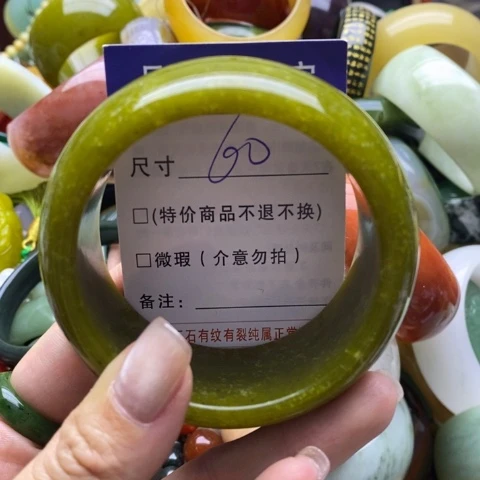 尺寸 60
□(特价商品不退不换)
□微瑕（介意勿拍）
备注:
石有纹有裂纯属正常